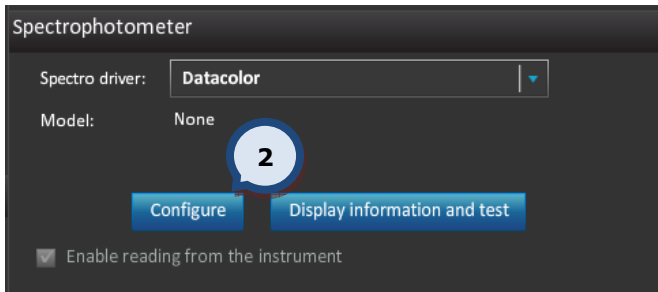 Spectrophotometer
Spectro driver: Datacolor
Model: None
2
Configure Display information and test
Enable reading from the instrument